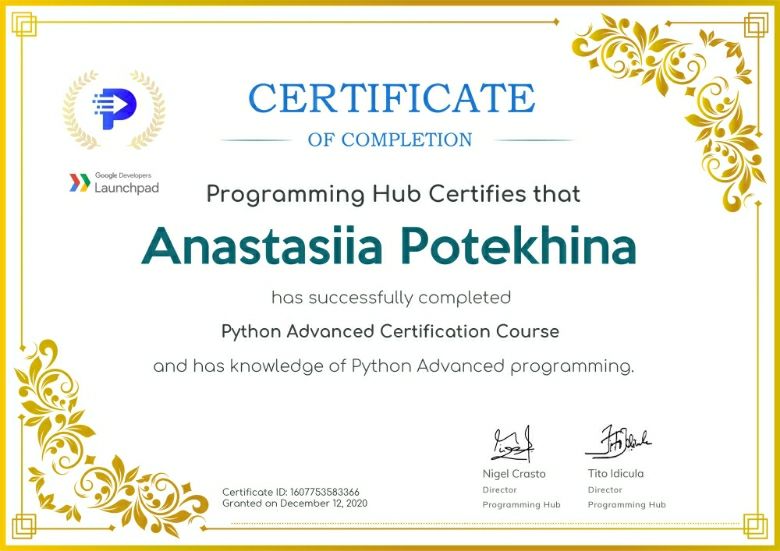 CERTIFICATE
OF COMPLETION
Google Developers
Launchpad
Programming Hub Certifies that
Anastasiia Potekhina
has successfully completed
Python Advanced Certification Course
and has knowledge of Python Advanced programming.
Nigel Crasto
Director
Programming Hub
Tito Idicula
Director
Programming Hub
Certificate ID: 1607753583366
Granted on December 12, 2020